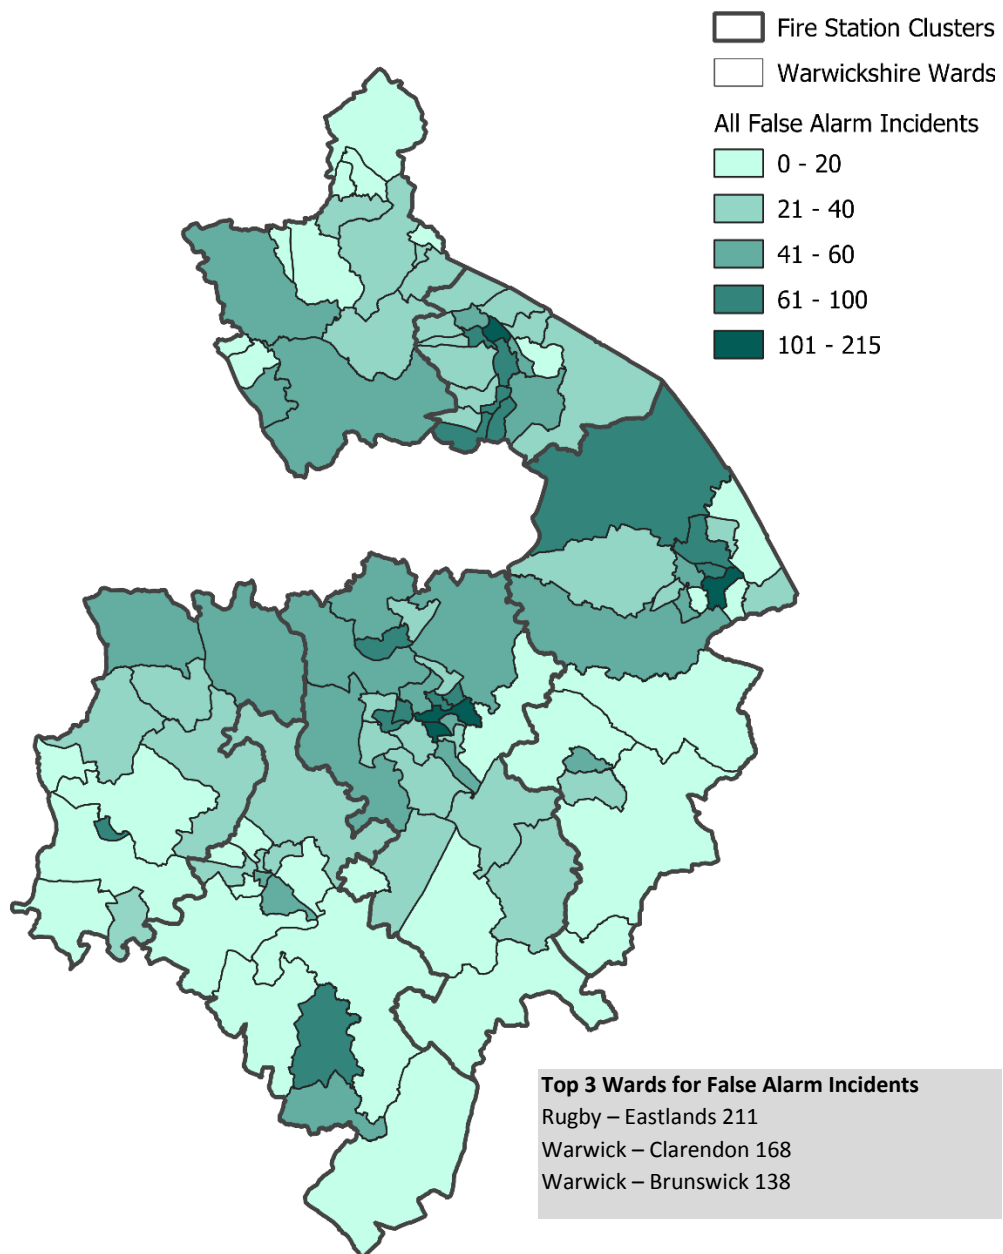 Fire Station Clusters
Warwickshire Wards
All False Alarm Incidents
0 - 20
21 - 40
41 - 60
61 - 100
101 - 215
Top 3 Wards for False Alarm Incidents
Rugby – Eastlands 211
Warwick – Clarendon 168
Warwick – Brunswick 138